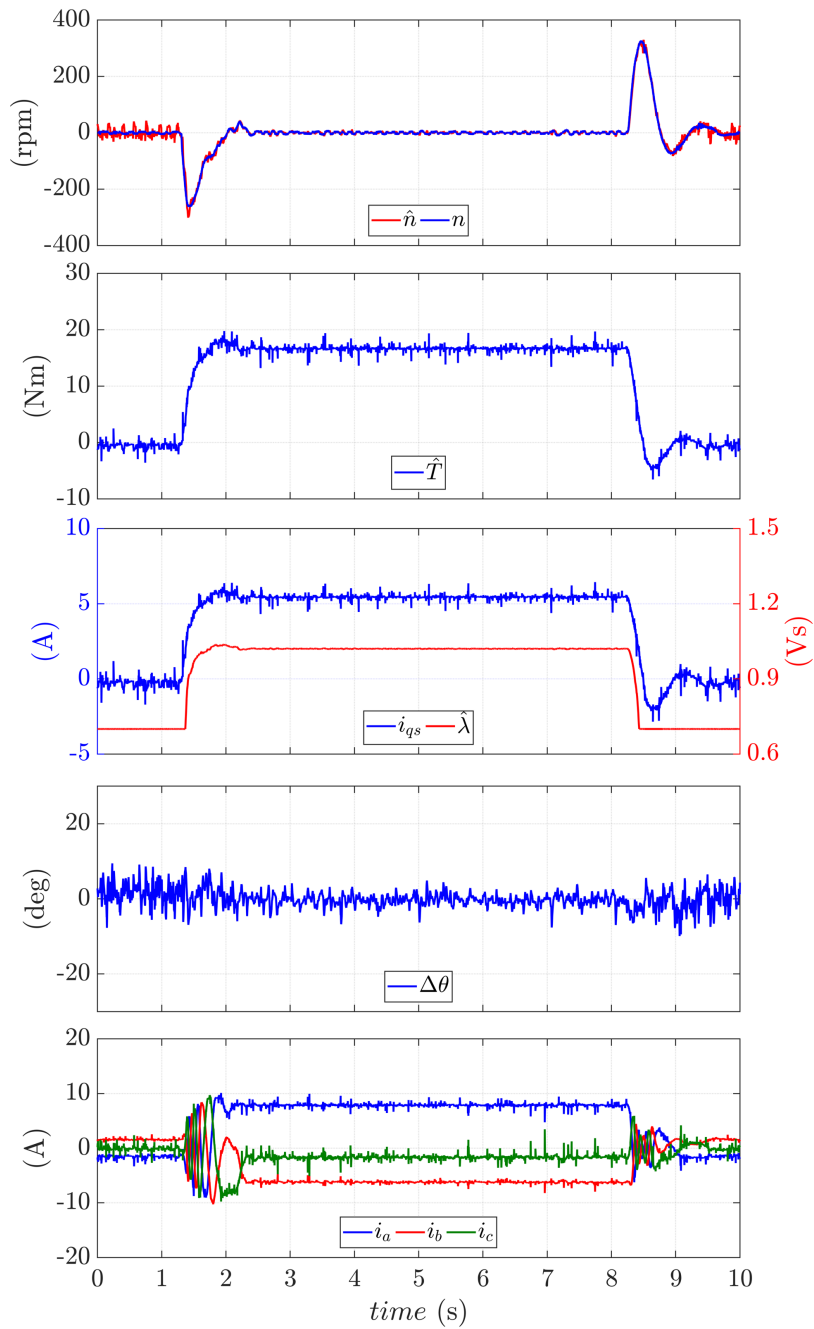 400
200
0
-200
-400
(rpm)
n̂ n
30
20
10
0
-10
(Nm)
T̂
10
5
0
-5
(A)
1.5
1.2
0.9
0.6
(Vs)
i_qs λ̂
20
0
-20
(deg)
Δθ
20
10
0
-10
-20
(A)
i_a i_b i_c
0 1 2 3 4 5 6 7 8 9 10
time (s)